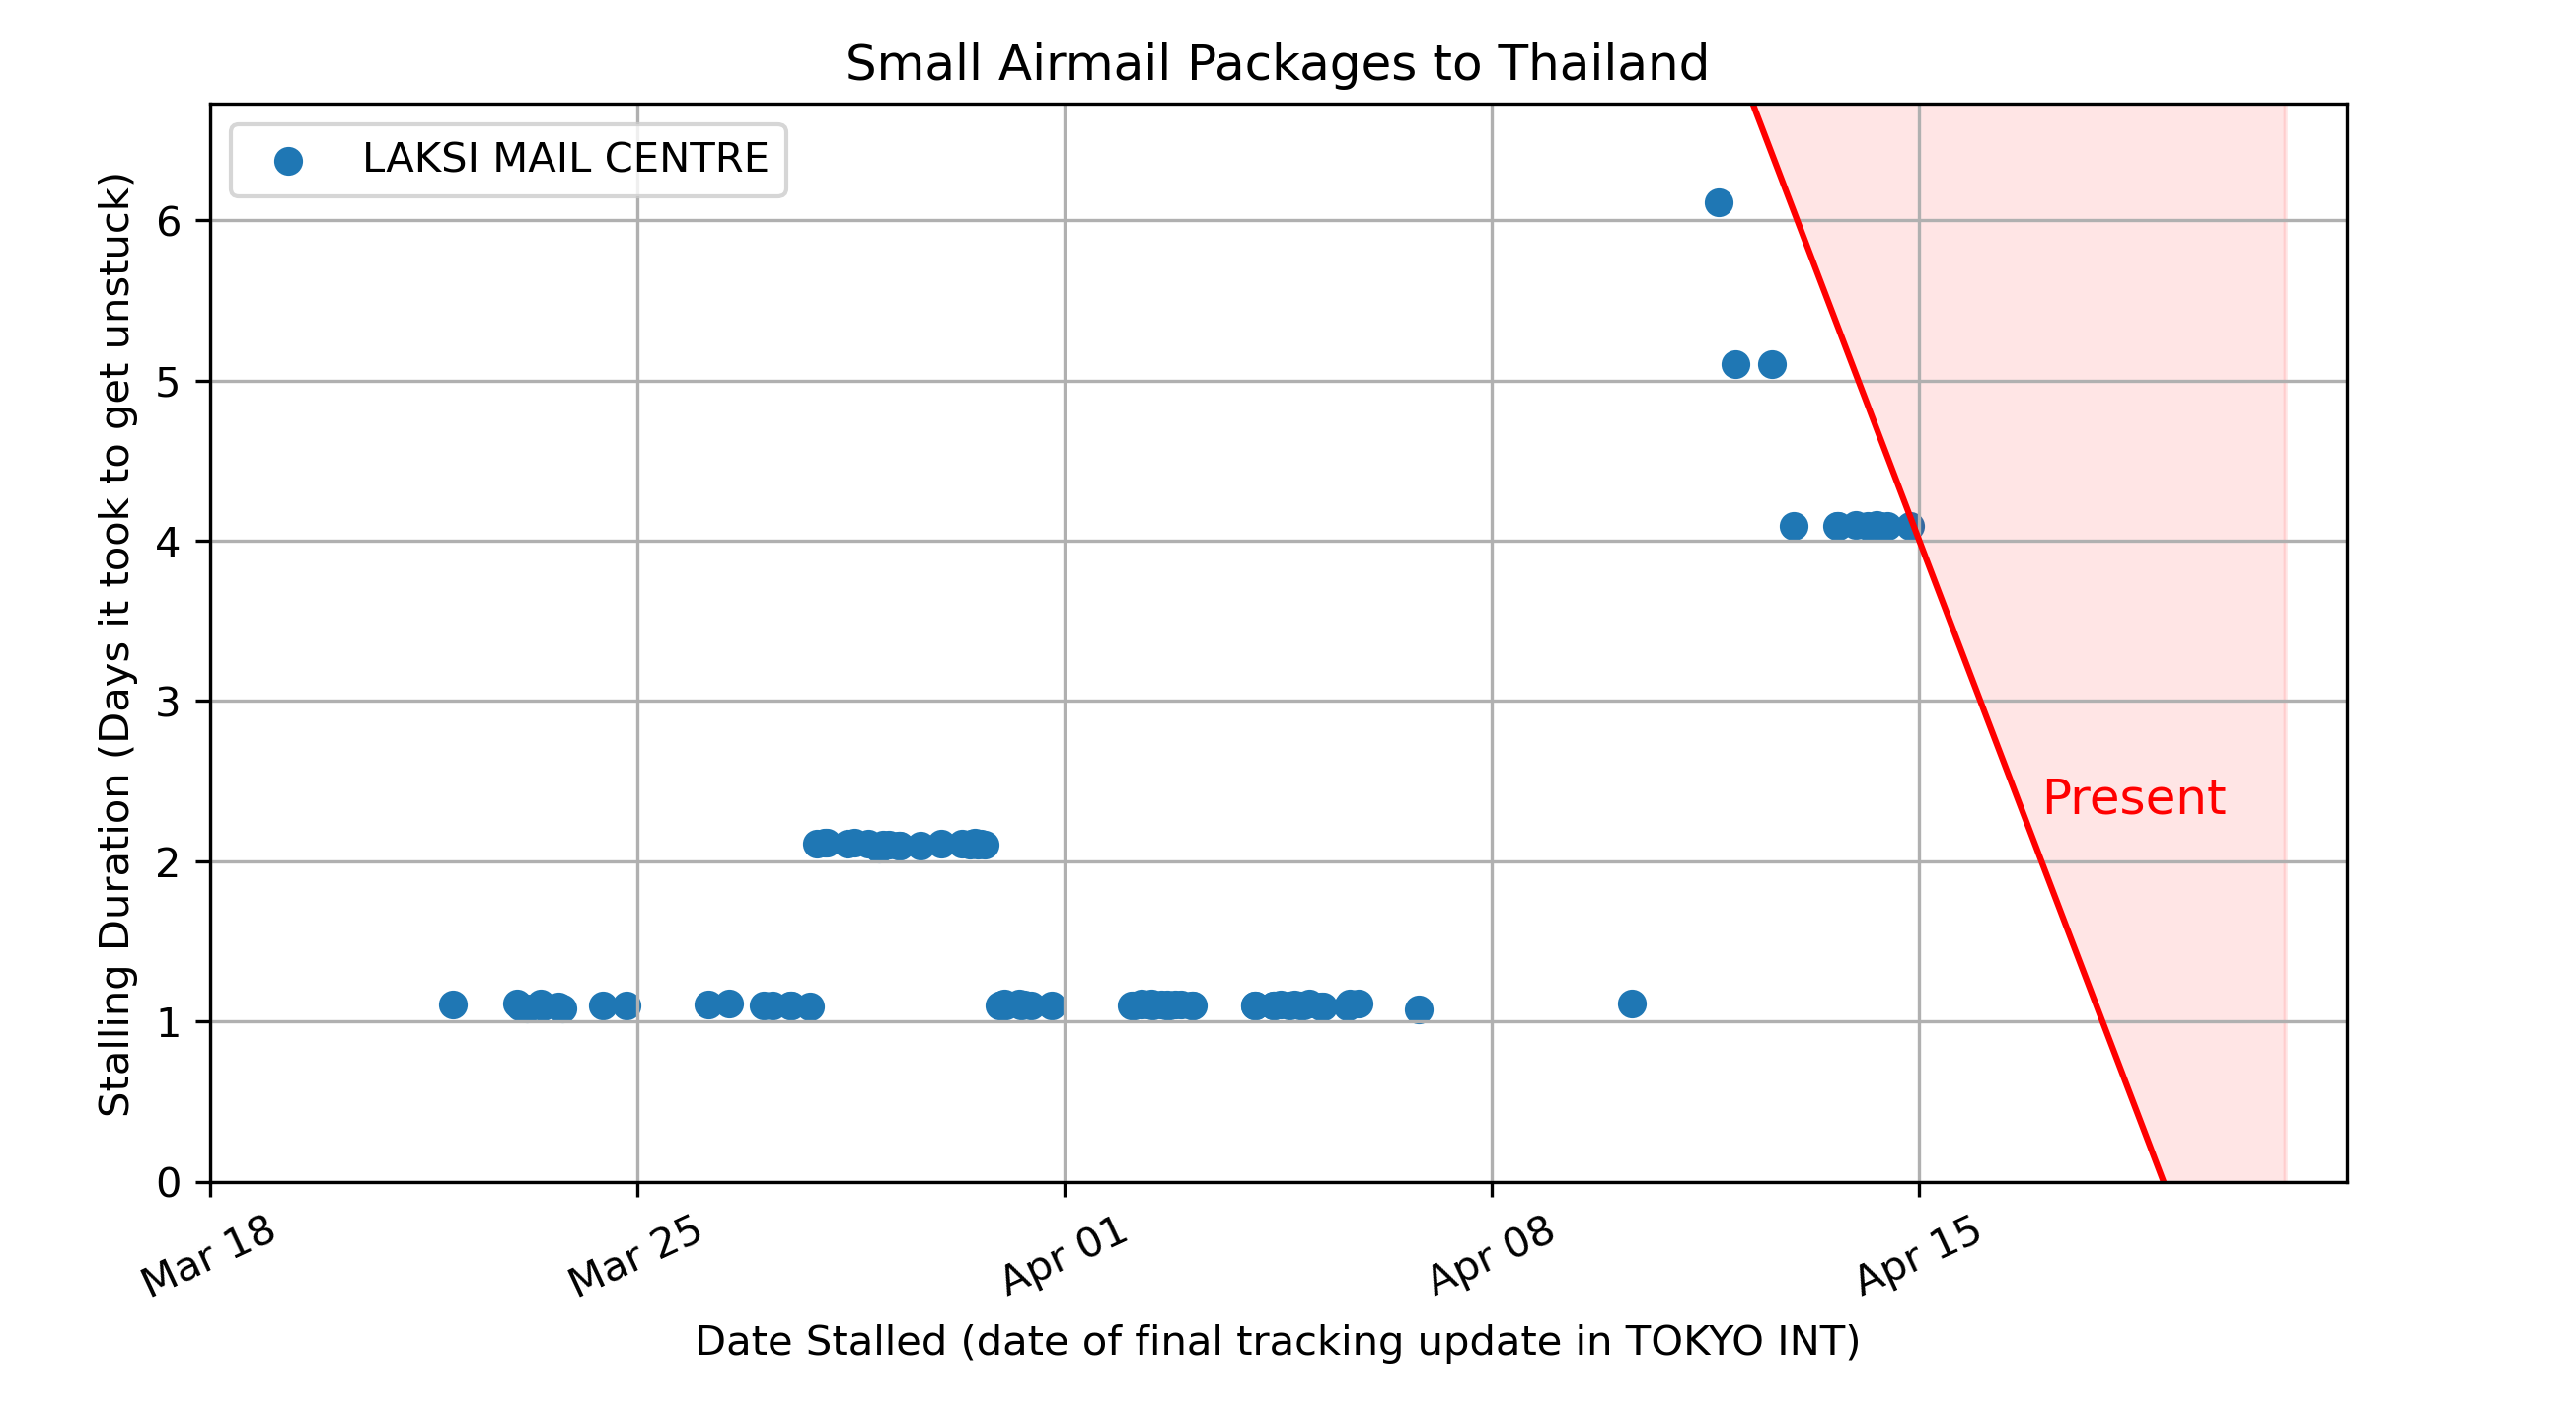 Small Airmail Packages to Thailand
LAKSI MAIL CENTRE
Stalling Duration (Days it took to get unstuck)
6
5
4
3
2
1
0
Present
Mar 18
Mar 25
Apr 01
Apr 08
Apr 15
Date Stalled (date of final tracking update in TOKYO INT)